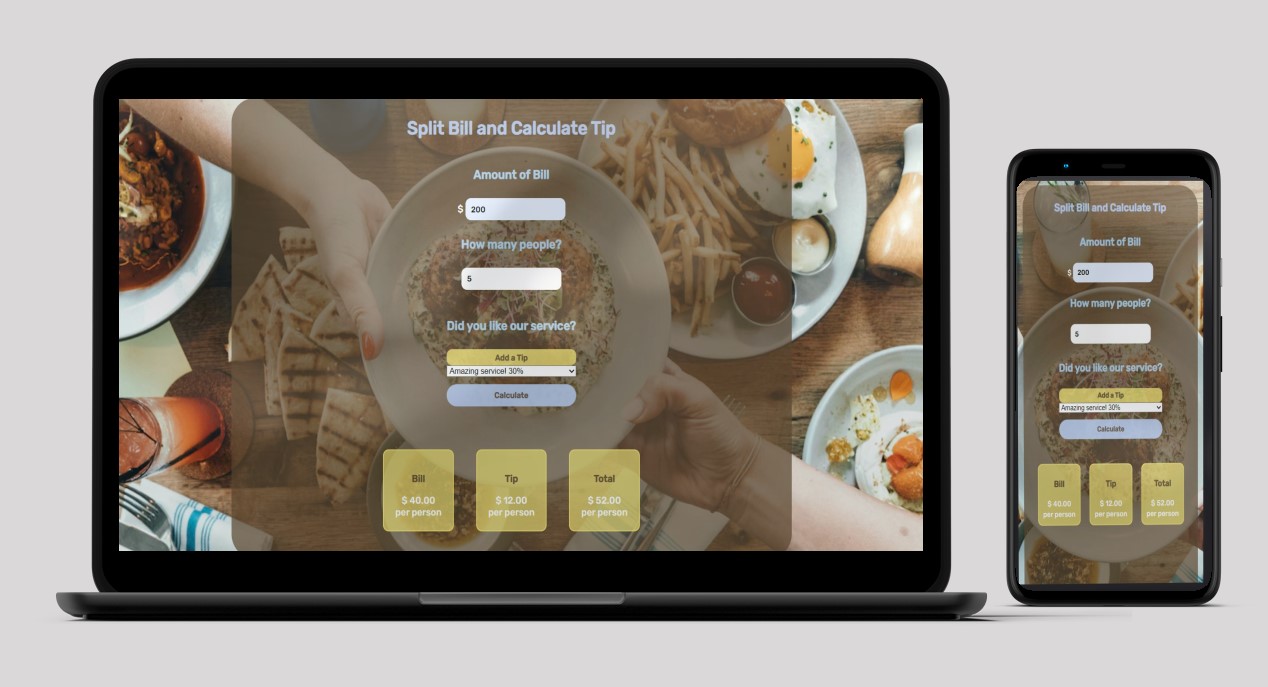 Split Bill and Calculate Tip
Amount of Bill
$ 200
How many people?
5
Did you like our service?
Add a Tip
Amazing service! 30%
Calculate
Bill
$ 40.00
per person
Tip
$ 12.00
per person
Total
$ 52.00
per person
Split Bill and Calculate Tip
Amount of Bill
$ 200
How many people?
5
Did you like our service?
Add a Tip
Amazing service! 30%
Calculate
Bill
$ 40.00
per person
Tip
$ 12.00
per person
Total
$ 52.00
per person